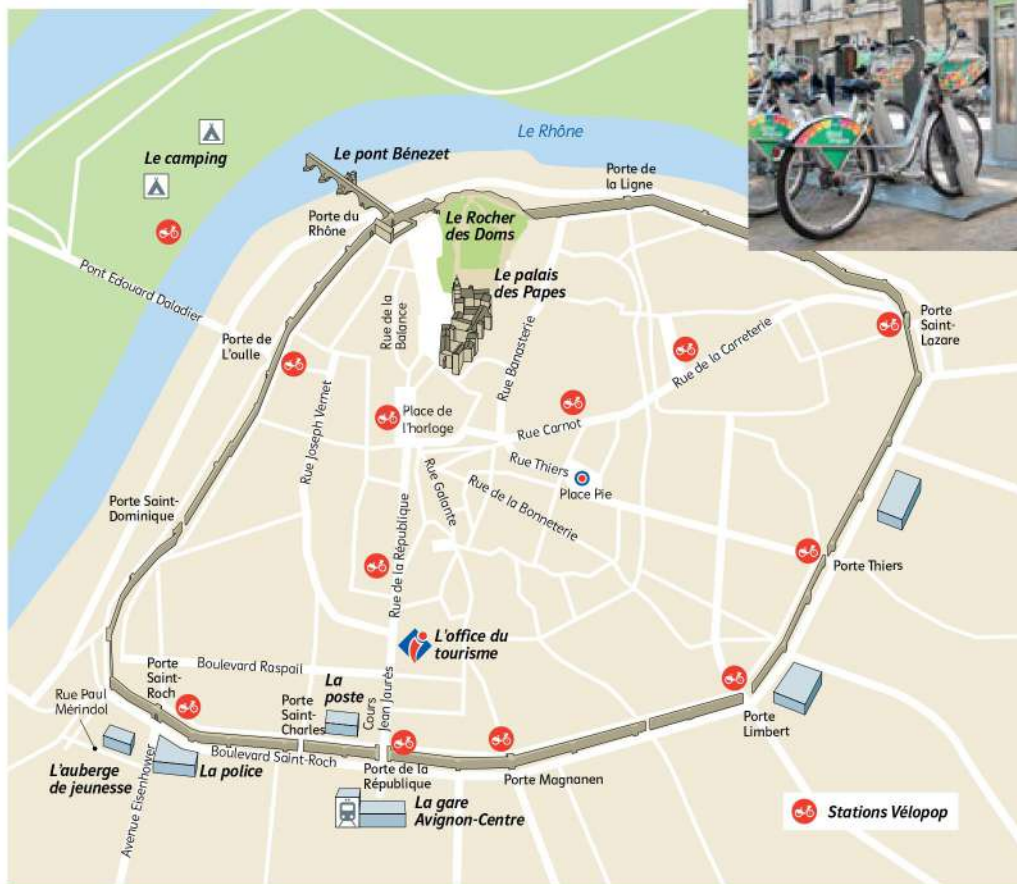 Le Rhône
Le camping
Le pont Bénezet
Porte de
la Ligne
Porte du
Rhône
Le Rocher
des Doms
Pont Edouard Daladier
Le palais
des Papes
Rue de la
Balance
Rue Banasterie
Porte
Saint-
Lazare
Porte de
L'oulle
Rue de la Carreterie
Rue Joseph Vernet
Place de
l'horloge
Rue Carnot
Rue Thiers
Place Pie
Rue Galante
Rue de la Bonneterie
Porte Saint-
Dominique
Rue de la République
Porte Thiers
L'office du
tourisme
Boulevard Raspail
Porte
Saint-
Roch
Rue Paul
Mérindol
La
poste
Porte
Saint-
Charles
Cours
Jean Jaurès
Porte
Limbert
L'auberge
de jeunesse
La police
Boulevard Saint-Roch
Porte de la
République
Porte Magnanen
Avenue Eisenhower
La gare
Avignon-Centre
Stations Vélopop